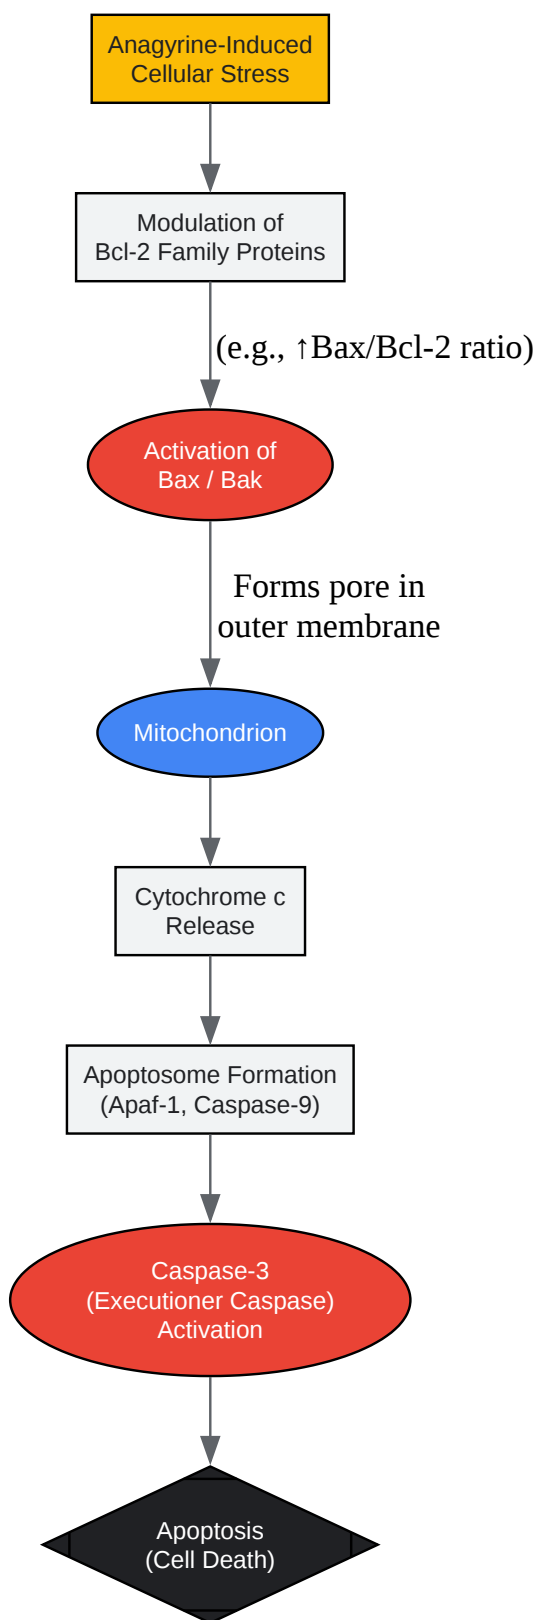 Anagyrine-Induced
Cellular Stress
Modulation of
Bcl-2 Family Proteins
(e.g., ↑Bax/Bcl-2 ratio)
Activation of
Bax / Bak
Forms pore in
outer membrane
Mitochondrion
Cytochrome c
Release
Apoptosome Formation
(Apaf-1, Caspase-9)
Caspase-3
(Executioner Caspase)
Activation
Apoptosis
(Cell Death)